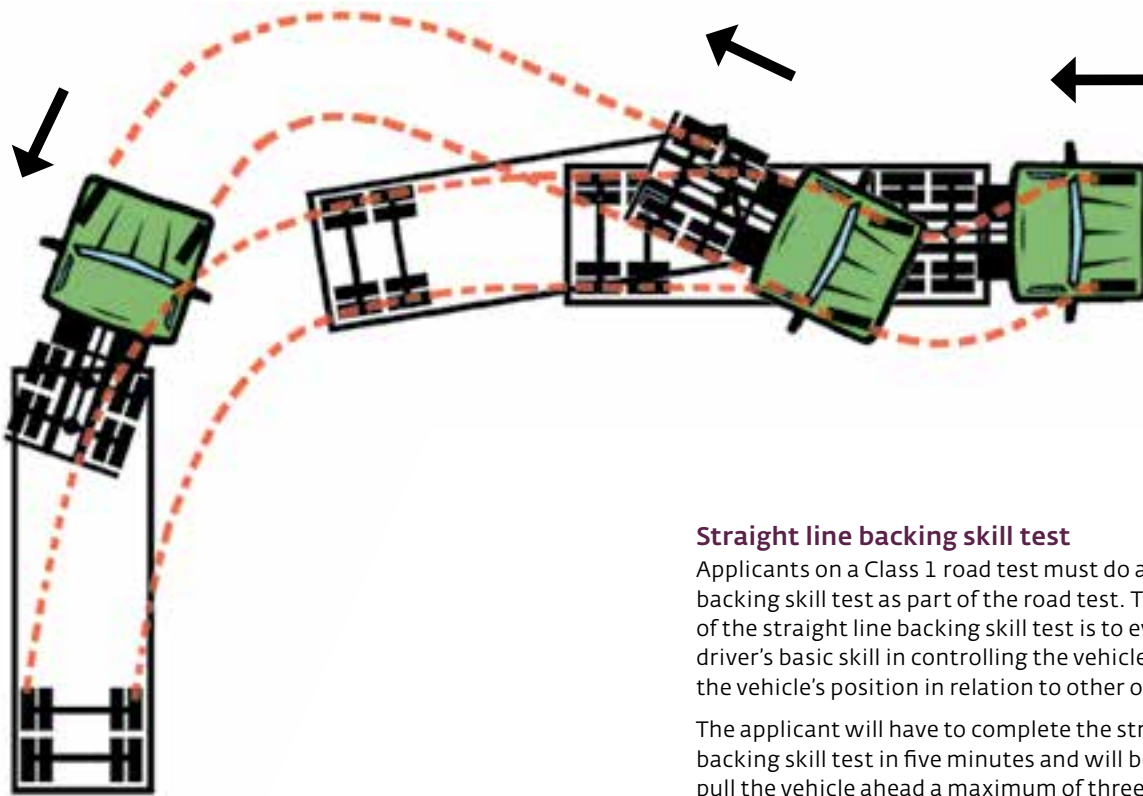 Straight line backing skill test
Applicants on a Class 1 road test must do a
backing skill test as part of the road test. T
of the straight line backing skill test is to ev
driver's basic skill in controlling the vehicle
the vehicle's position in relation to other o
The applicant will have to complete the str
backing skill test in five minutes and will b
pull the vehicle ahead a maximum of three